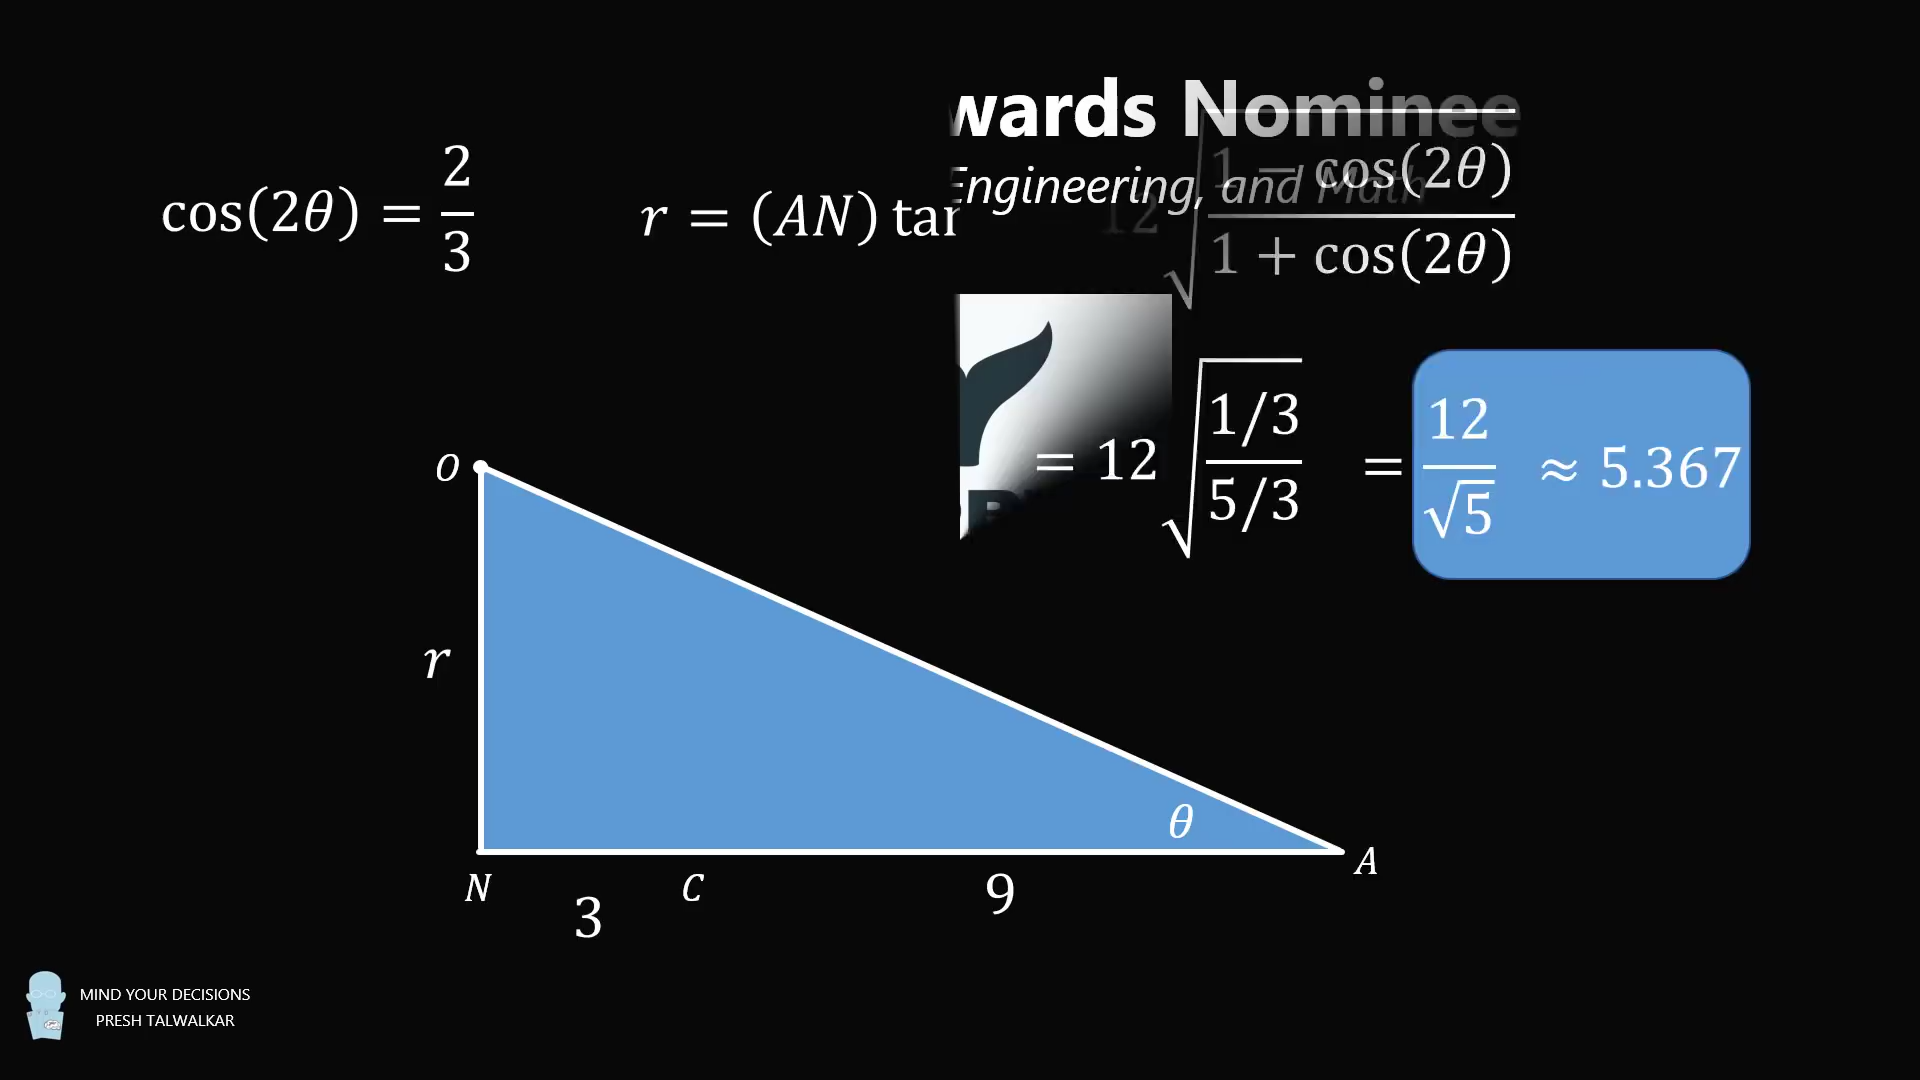 wards Nominee
Engineering, and Math
cos(2θ) = 2/3
r = (AN) tan
12 √((1 − cos(2θ))/(1 + cos(2θ)))
= 12 √((1/3)/(5/3)) = 12/√5 ≈ 5.367
O
r
θ
A
N
C
3
9
MIND YOUR DECISIONS
PRESH TALWALKAR